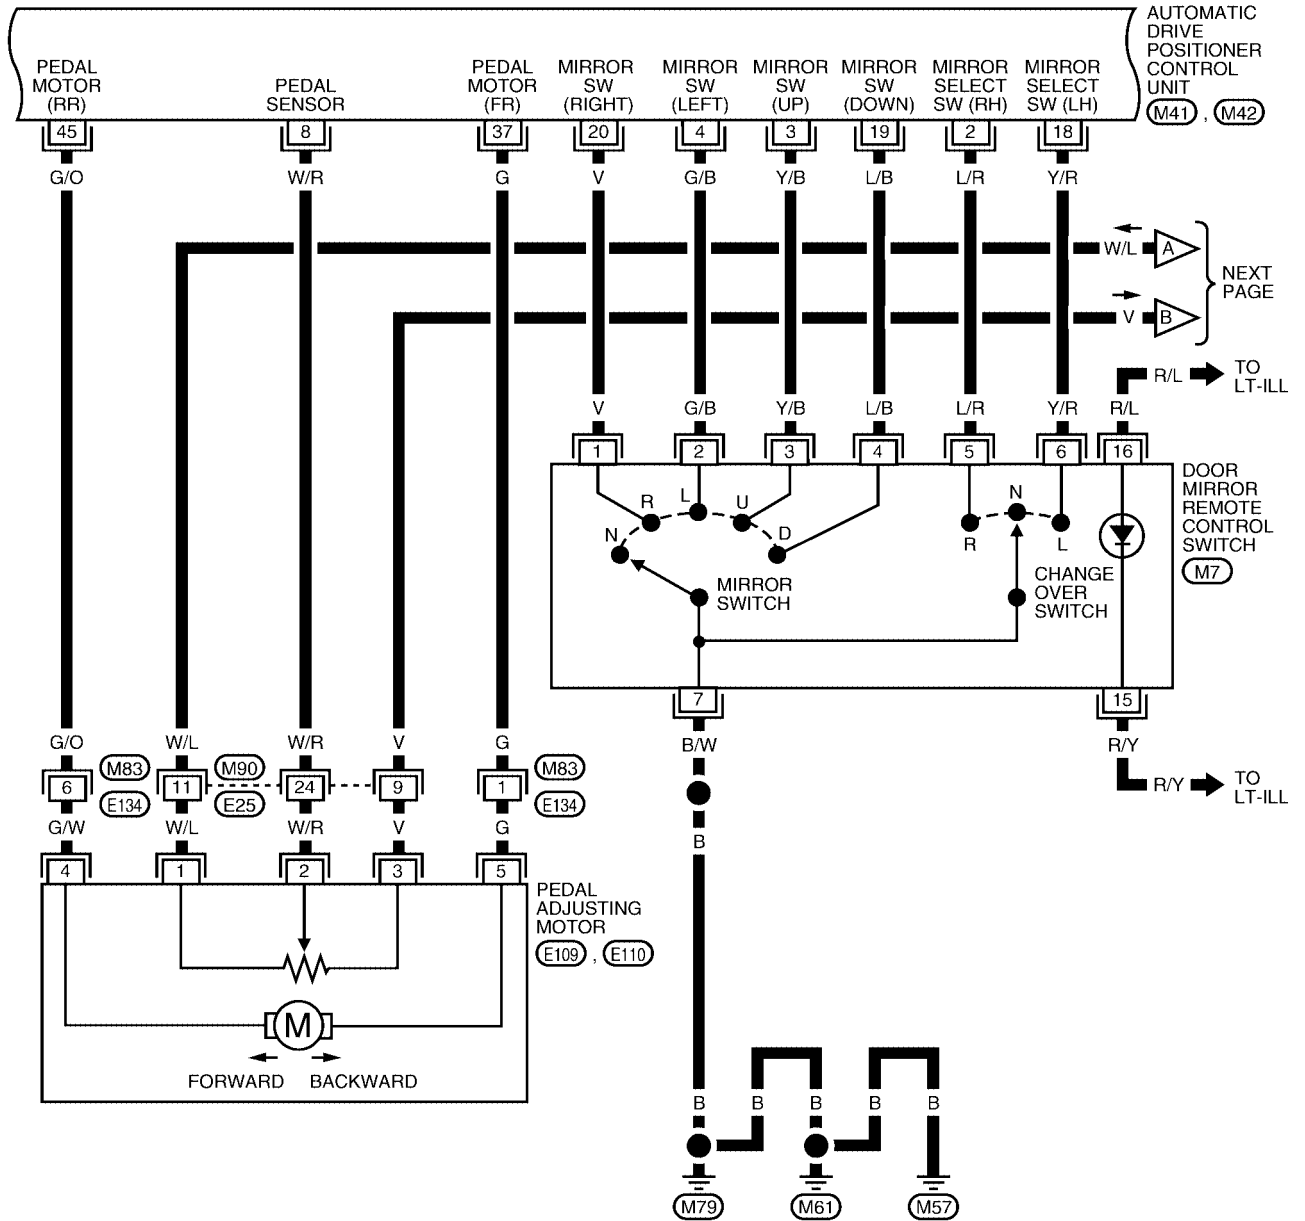 AUTOMATIC
DRIVE
POSITIONER
CONTROL
UNIT
M41 , M42
PEDAL
MOTOR
(RR)
PEDAL
SENSOR
PEDAL
MOTOR
(FR)
MIRROR
SW
(RIGHT)
MIRROR
SW
(LEFT)
MIRROR
SW
(UP)
MIRROR
SW
(DOWN)
MIRROR
SELECT
SW (RH)
MIRROR
SELECT
SW (LH)
45 8 37 20 4 3 19 2 18
G/O W/R G V G/B Y/B L/B L/R Y/R
W/L A
NEXT
PAGE
V B
R/L TO
LT-ILL
V G/B Y/B L/B L/R Y/R R/L
1 2 3 4 5 6 16
DOOR
MIRROR
REMOTE
CONTROL
SWITCH
M7
N R L U D
R N L
MIRROR
SWITCH
CHANGE
OVER
SWITCH
7 15
B/W R/Y
R/Y TO
LT-ILL
B
G/O W/L W/R V G
M83 M90 M83
6 11 24 9 1
E134 E25 E134
G/W W/L W/R V G
4 1 2 3 5
PEDAL
ADJUSTING
MOTOR
E109 , E110
M
FORWARD BACKWARD
B B B B B
M79 M61 M57